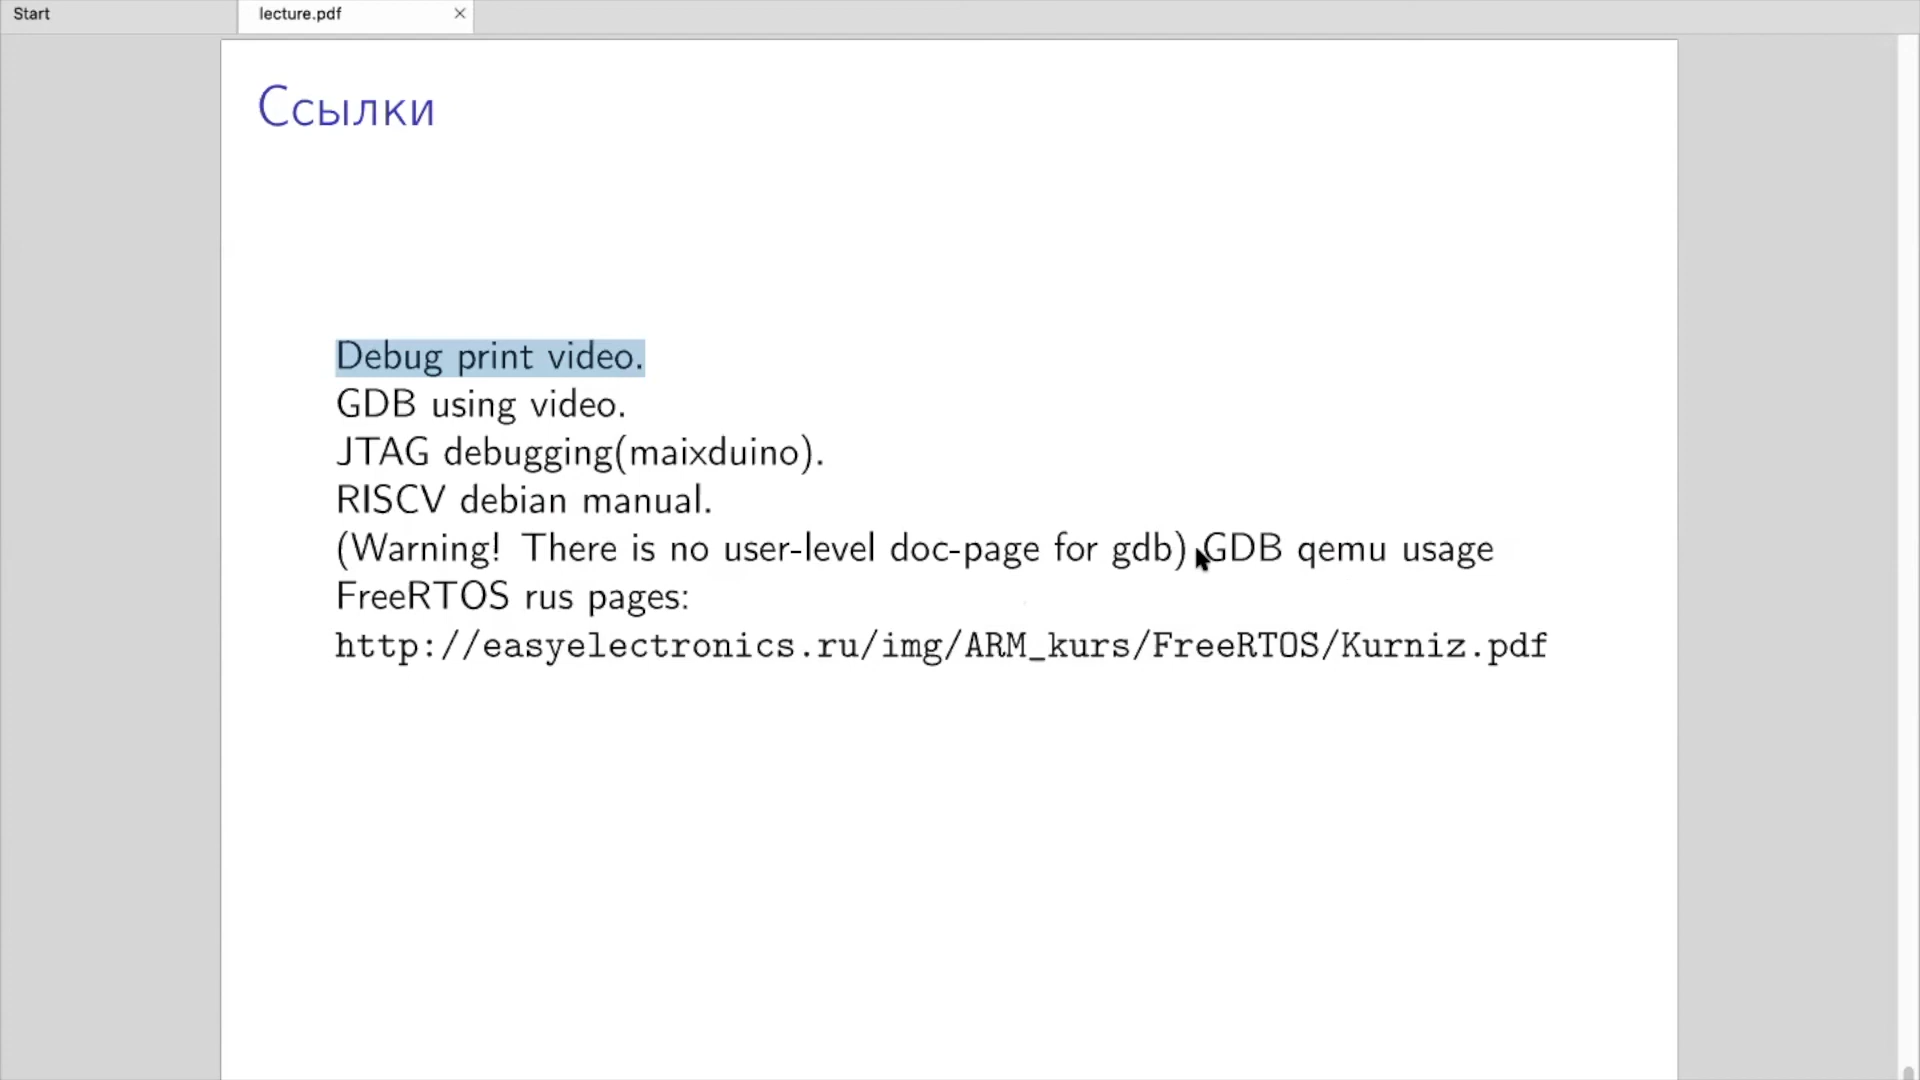 Start
lecture.pdf
Ссылки
Debug print video.
GDB using video.
JTAG debugging(maixduino).
RISCV debian manual.
(Warning! There is no user-level doc-page for gdb) GDB qemu usage
FreeRTOS rus pages:
http://easyelectronics.ru/img/ARM_kurs/FreeRTOS/Kurniz.pdf